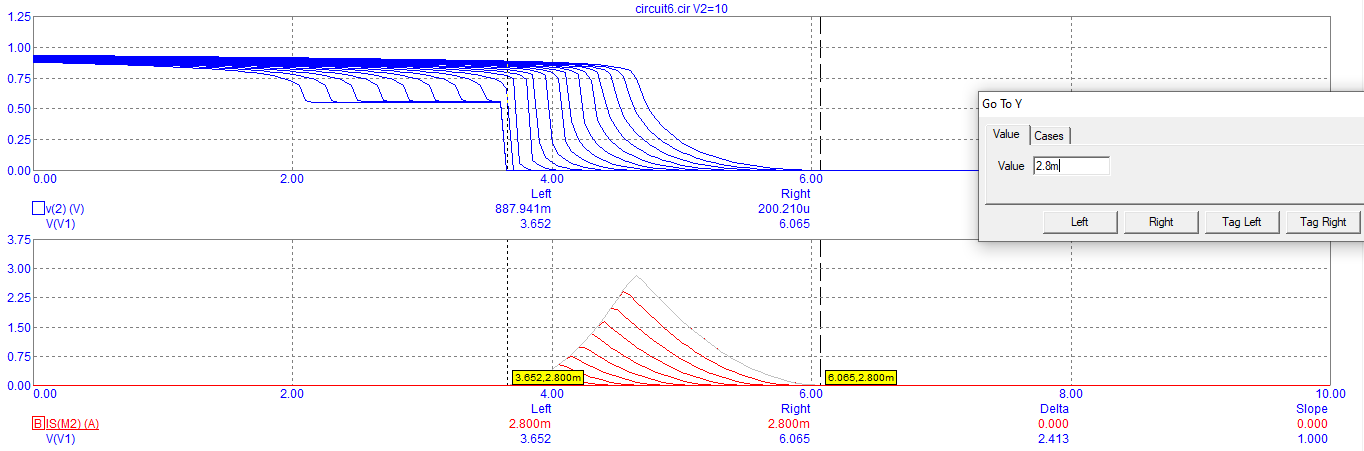 circuit6.cir V2=10
1.25
1.00
0.75
0.50
0.25
0.00
0.00 2.00 4.00 6.00
Left Right
v(2) (V) 887.941m 200.210u
V(V1) 3.652 6.065
Go To Y
Value Cases
Value 2.8m
Left Right Tag Left Tag Right
3.75
3.00
2.25
1.50
0.75
0.00
3.652,2.800m 6.065,2.800m
0.00 2.00 4.00 6.00 8.00 10.00
Left Right Delta Slope
B IS(M2) (A) 2.800m 2.800m 0.000 0.000
V(V1) 3.652 6.065 2.413 1.000